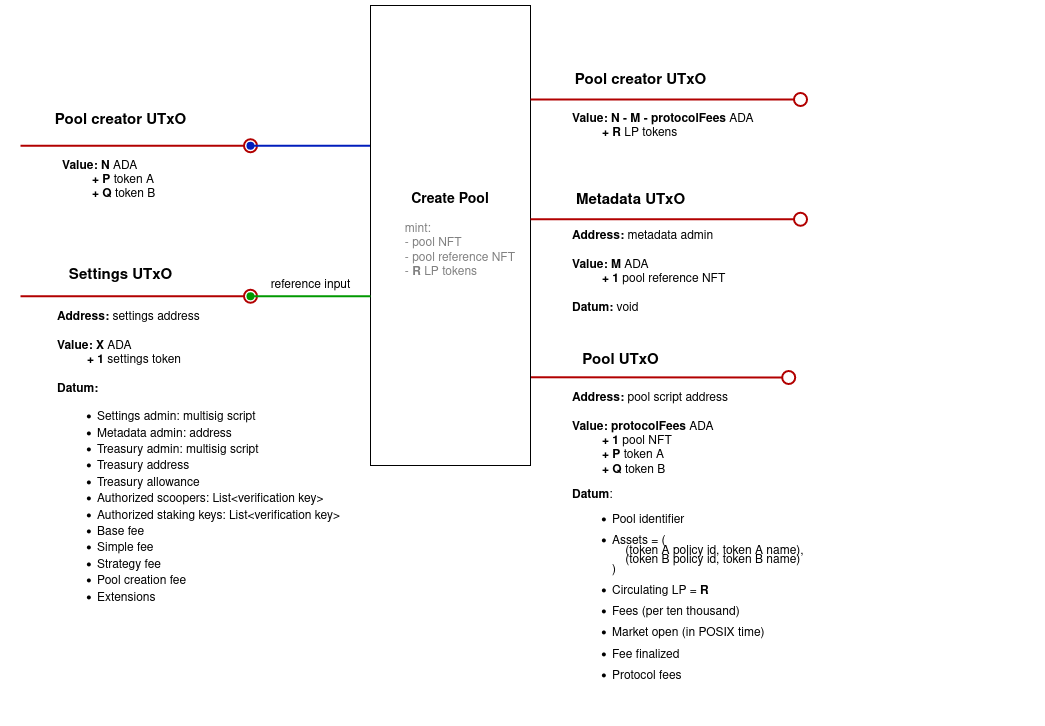 Pool creator UTxO
Value: N ADA
+ P token A
+ Q token B
Settings UTxO
reference input
Address: settings address
Value: X ADA
+ 1 settings token
Datum:
• Settings admin: multisig script
• Metadata admin: address
• Treasury admin: multisig script
• Treasury address
• Treasury allowance
• Authorized scoopers: List<verification key>
• Authorized staking keys: List<verification key>
• Base fee
• Simple fee
• Strategy fee
• Pool creation fee
• Extensions
Create Pool
mint:
- pool NFT
- pool reference NFT
- R LP tokens
Pool creator UTxO
Value: N - M - protocolFees ADA
+ R LP tokens
Metadata UTxO
Address: metadata admin
Value: M ADA
+ 1 pool reference NFT
Datum: void
Pool UTxO
Address: pool script address
Value: protocolFees ADA
+ 1 pool NFT
+ P token A
+ Q token B
Datum:
• Pool identifier
• Assets = (
(token A policy id, token A name),
(token B policy id, token B name)
)
• Circulating LP = R
• Fees (per ten thousand)
• Market open (in POSIX time)
• Fee finalized
• Protocol fees